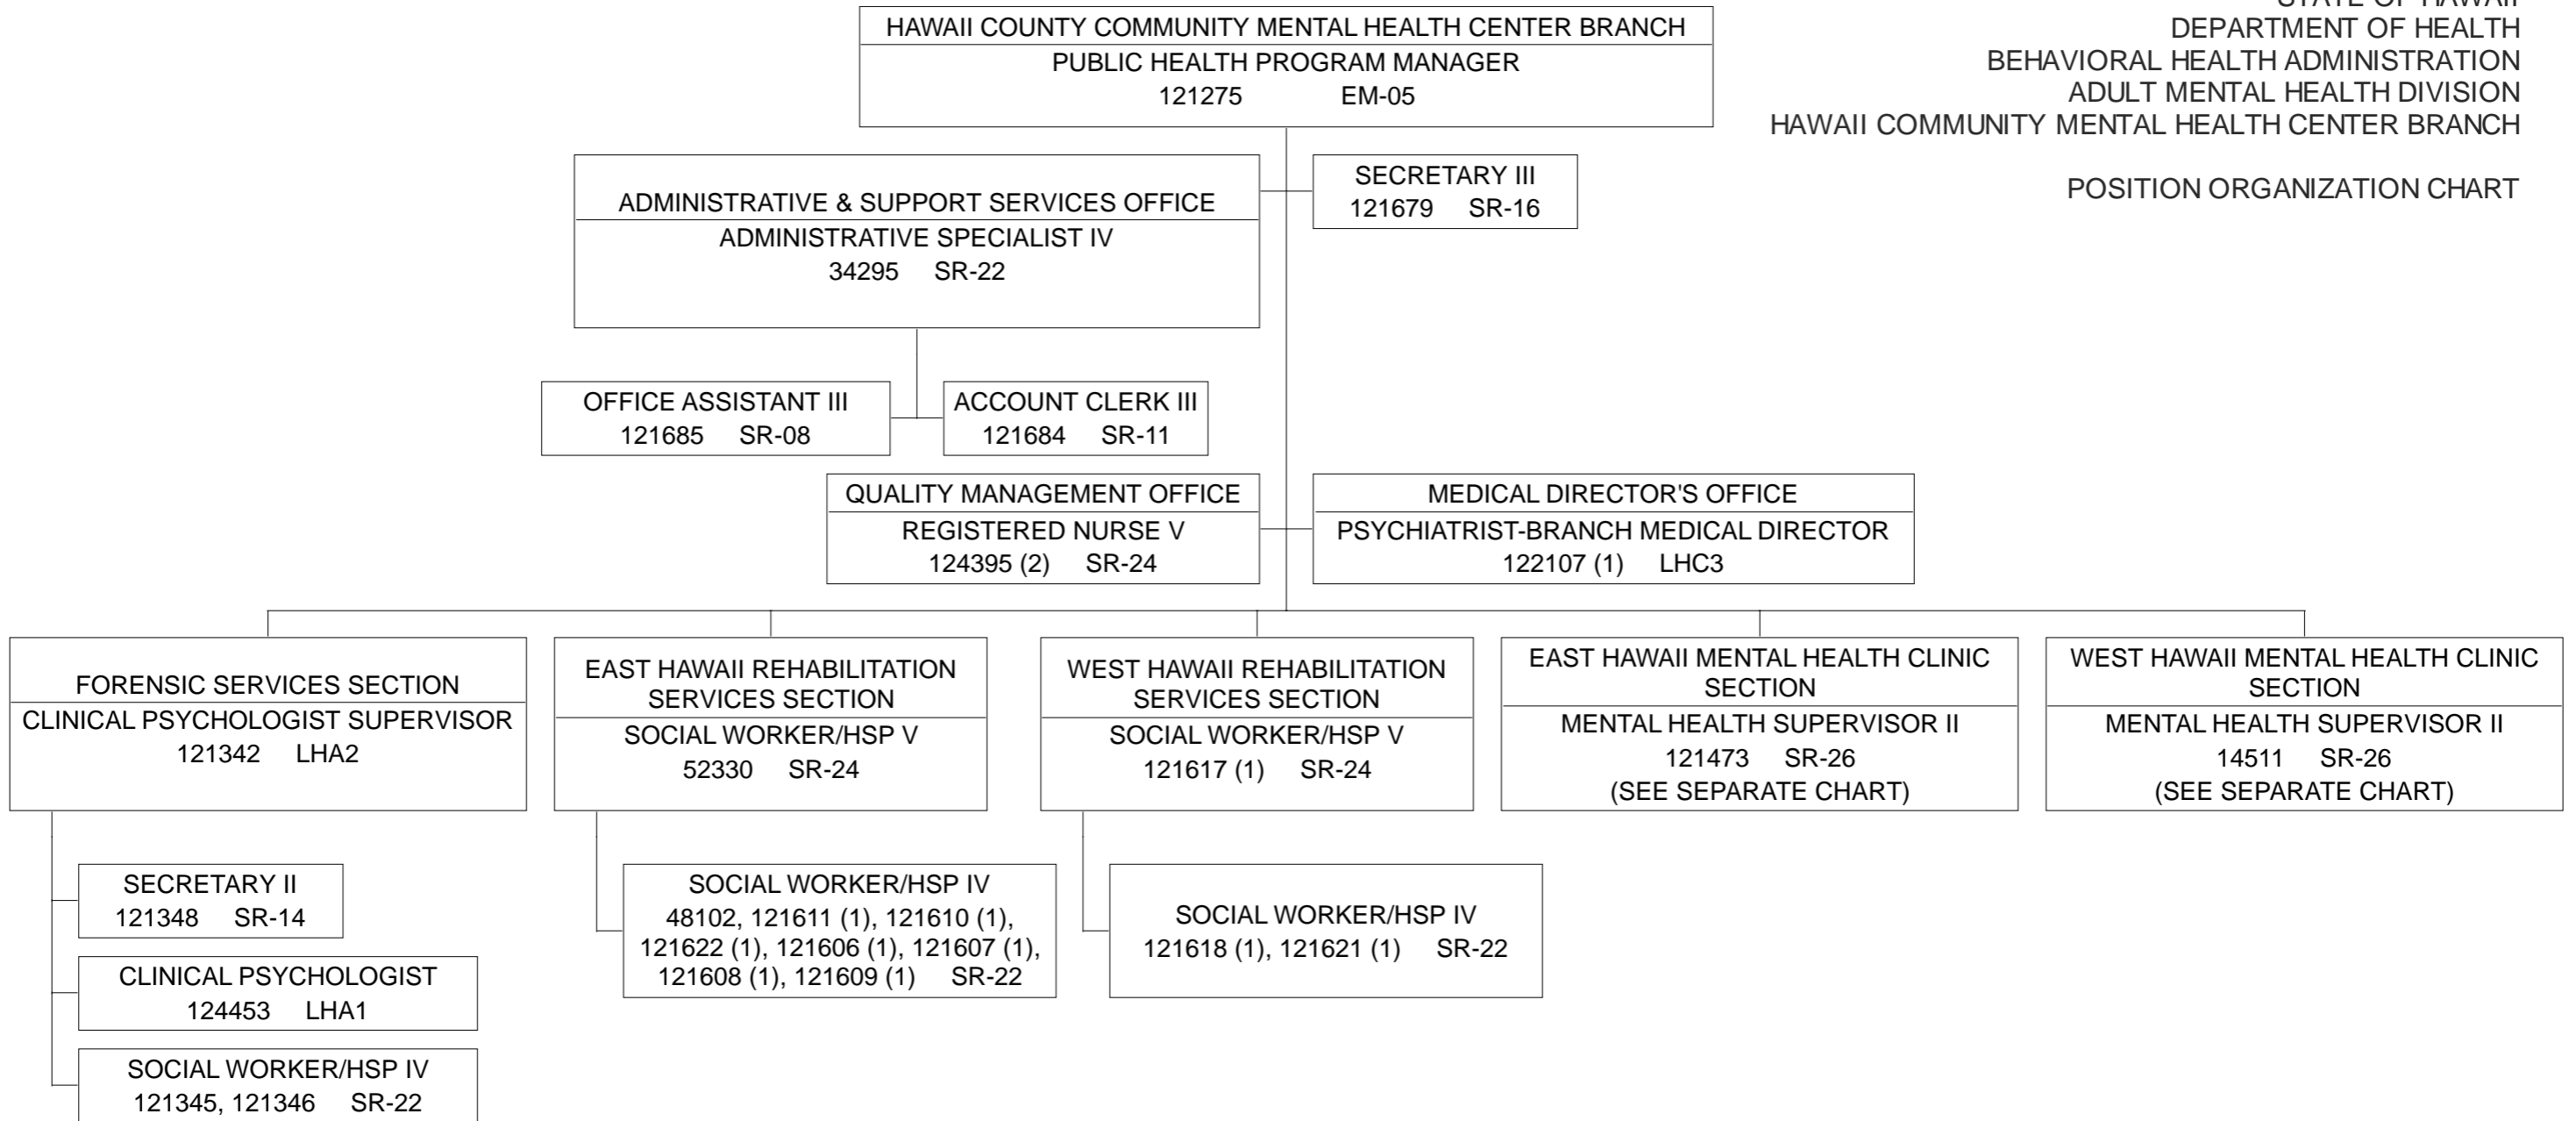 STATE OF HAWAII
DEPARTMENT OF HEALTH
BEHAVIORAL HEALTH ADMINISTRATION
ADULT MENTAL HEALTH DIVISION
HAWAII COMMUNITY MENTAL HEALTH CENTER BRANCH
POSITION ORGANIZATION CHART
HAWAII COUNTY COMMUNITY MENTAL HEALTH CENTER BRANCH
PUBLIC HEALTH PROGRAM MANAGER
121275 EM-05
ADMINISTRATIVE & SUPPORT SERVICES OFFICE
ADMINISTRATIVE SPECIALIST IV
34295 SR-22
SECRETARY III
121679 SR-16
OFFICE ASSISTANT III
121685 SR-08
ACCOUNT CLERK III
121684 SR-11
QUALITY MANAGEMENT OFFICE
REGISTERED NURSE V
124395 (2) SR-24
MEDICAL DIRECTOR'S OFFICE
PSYCHIATRIST-BRANCH MEDICAL DIRECTOR
122107 (1) LHC3
FORENSIC SERVICES SECTION
CLINICAL PSYCHOLOGIST SUPERVISOR
121342 LHA2
EAST HAWAII REHABILITATION
SERVICES SECTION
SOCIAL WORKER/HSP V
52330 SR-24
WEST HAWAII REHABILITATION
SERVICES SECTION
SOCIAL WORKER/HSP V
121617 (1) SR-24
EAST HAWAII MENTAL HEALTH CLINIC
SECTION
MENTAL HEALTH SUPERVISOR II
121473 SR-26
(SEE SEPARATE CHART)
WEST HAWAII MENTAL HEALTH CLINIC
SECTION
MENTAL HEALTH SUPERVISOR II
14511 SR-26
(SEE SEPARATE CHART)
SECRETARY II
121348 SR-14
CLINICAL PSYCHOLOGIST
124453 LHA1
SOCIAL WORKER/HSP IV
121345, 121346 SR-22
SOCIAL WORKER/HSP IV
48102, 121611 (1), 121610 (1),
121622 (1), 121606 (1), 121607 (1),
121608 (1), 121609 (1) SR-22
SOCIAL WORKER/HSP IV
121618 (1), 121621 (1) SR-22